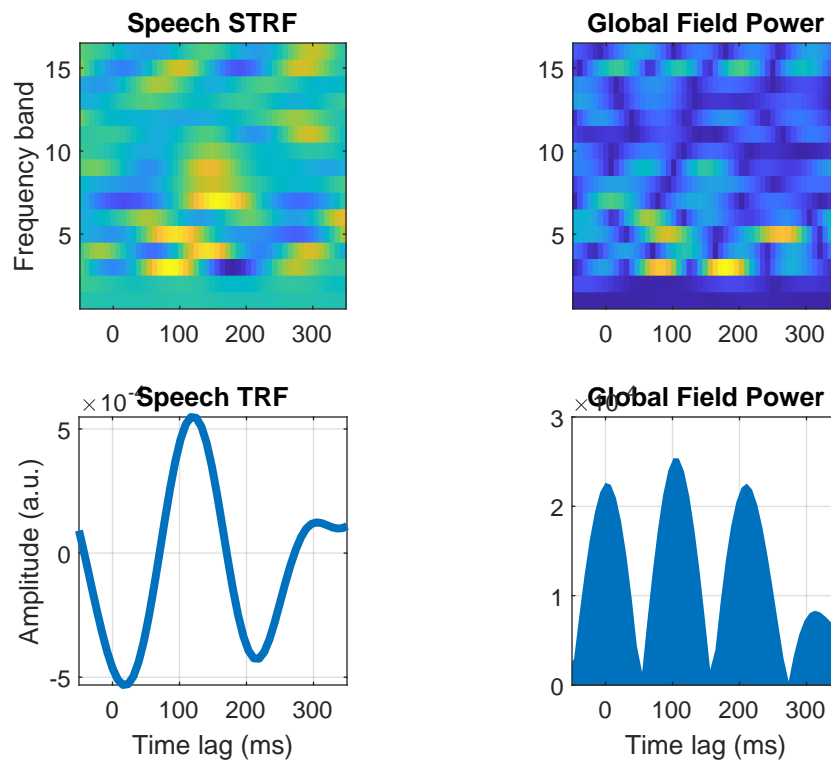 Speech STRF
Frequency band
15
10
5
0 100 200 300
Global Field Power
15
10
5
0 100 200 300
Speech TRF
× 10-4
Amplitude (a.u.)
5
0
-5
0 100 200 300
Time lag (ms)
Global Field Power
3
2
1
0
0 100 200 300
Time lag (ms)